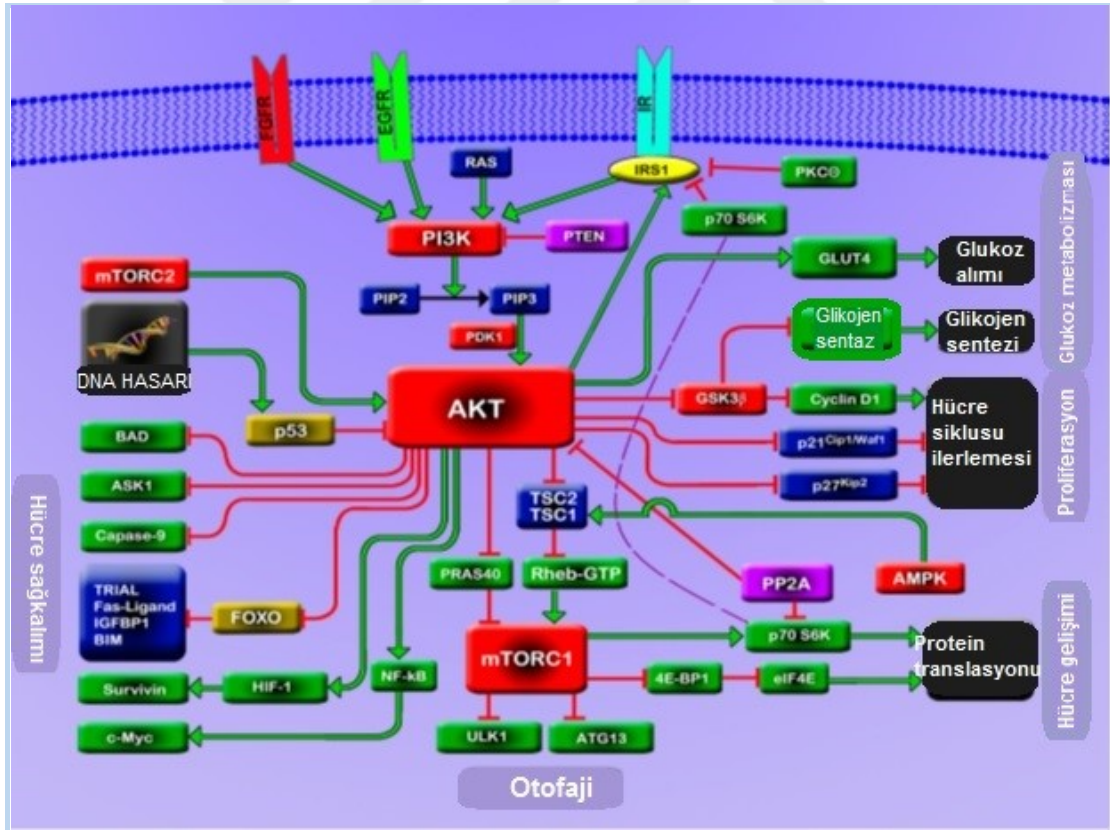 FGFR
EGFR
IR
RAS
IRS1
PKCΘ
p70 S6K
PI3K
PTEN
GLUT4
Glukoz
alımı
mTORC2
PIP2
PIP3
Glikojen
sentaz
Glikojen
sentezi
PDK1
DNA HASARI
AKT
GSK3β
Cyclin D1
Hücre
siklusu
ilerlemesi
p53
BAD
p21Cip1/Waf1
ASK1
p27Kip2
TSC2
TSC1
Capase-9
PRAS40
Rheb-GTP
PP2A
AMPK
TRIAL
Fas-Ligand
IGFBP1
BIM
FOXO
mTORC1
p70 S6K
Protein
translasyonu
Survivin
HIF-1
NF-kB
4E-BP1
eIF4E
c-Myc
ULK1
ATG13
Otofaji
Hücre sağkalımı
Glukoz metabolizması
Proliferasyon
Hücre gelişimi